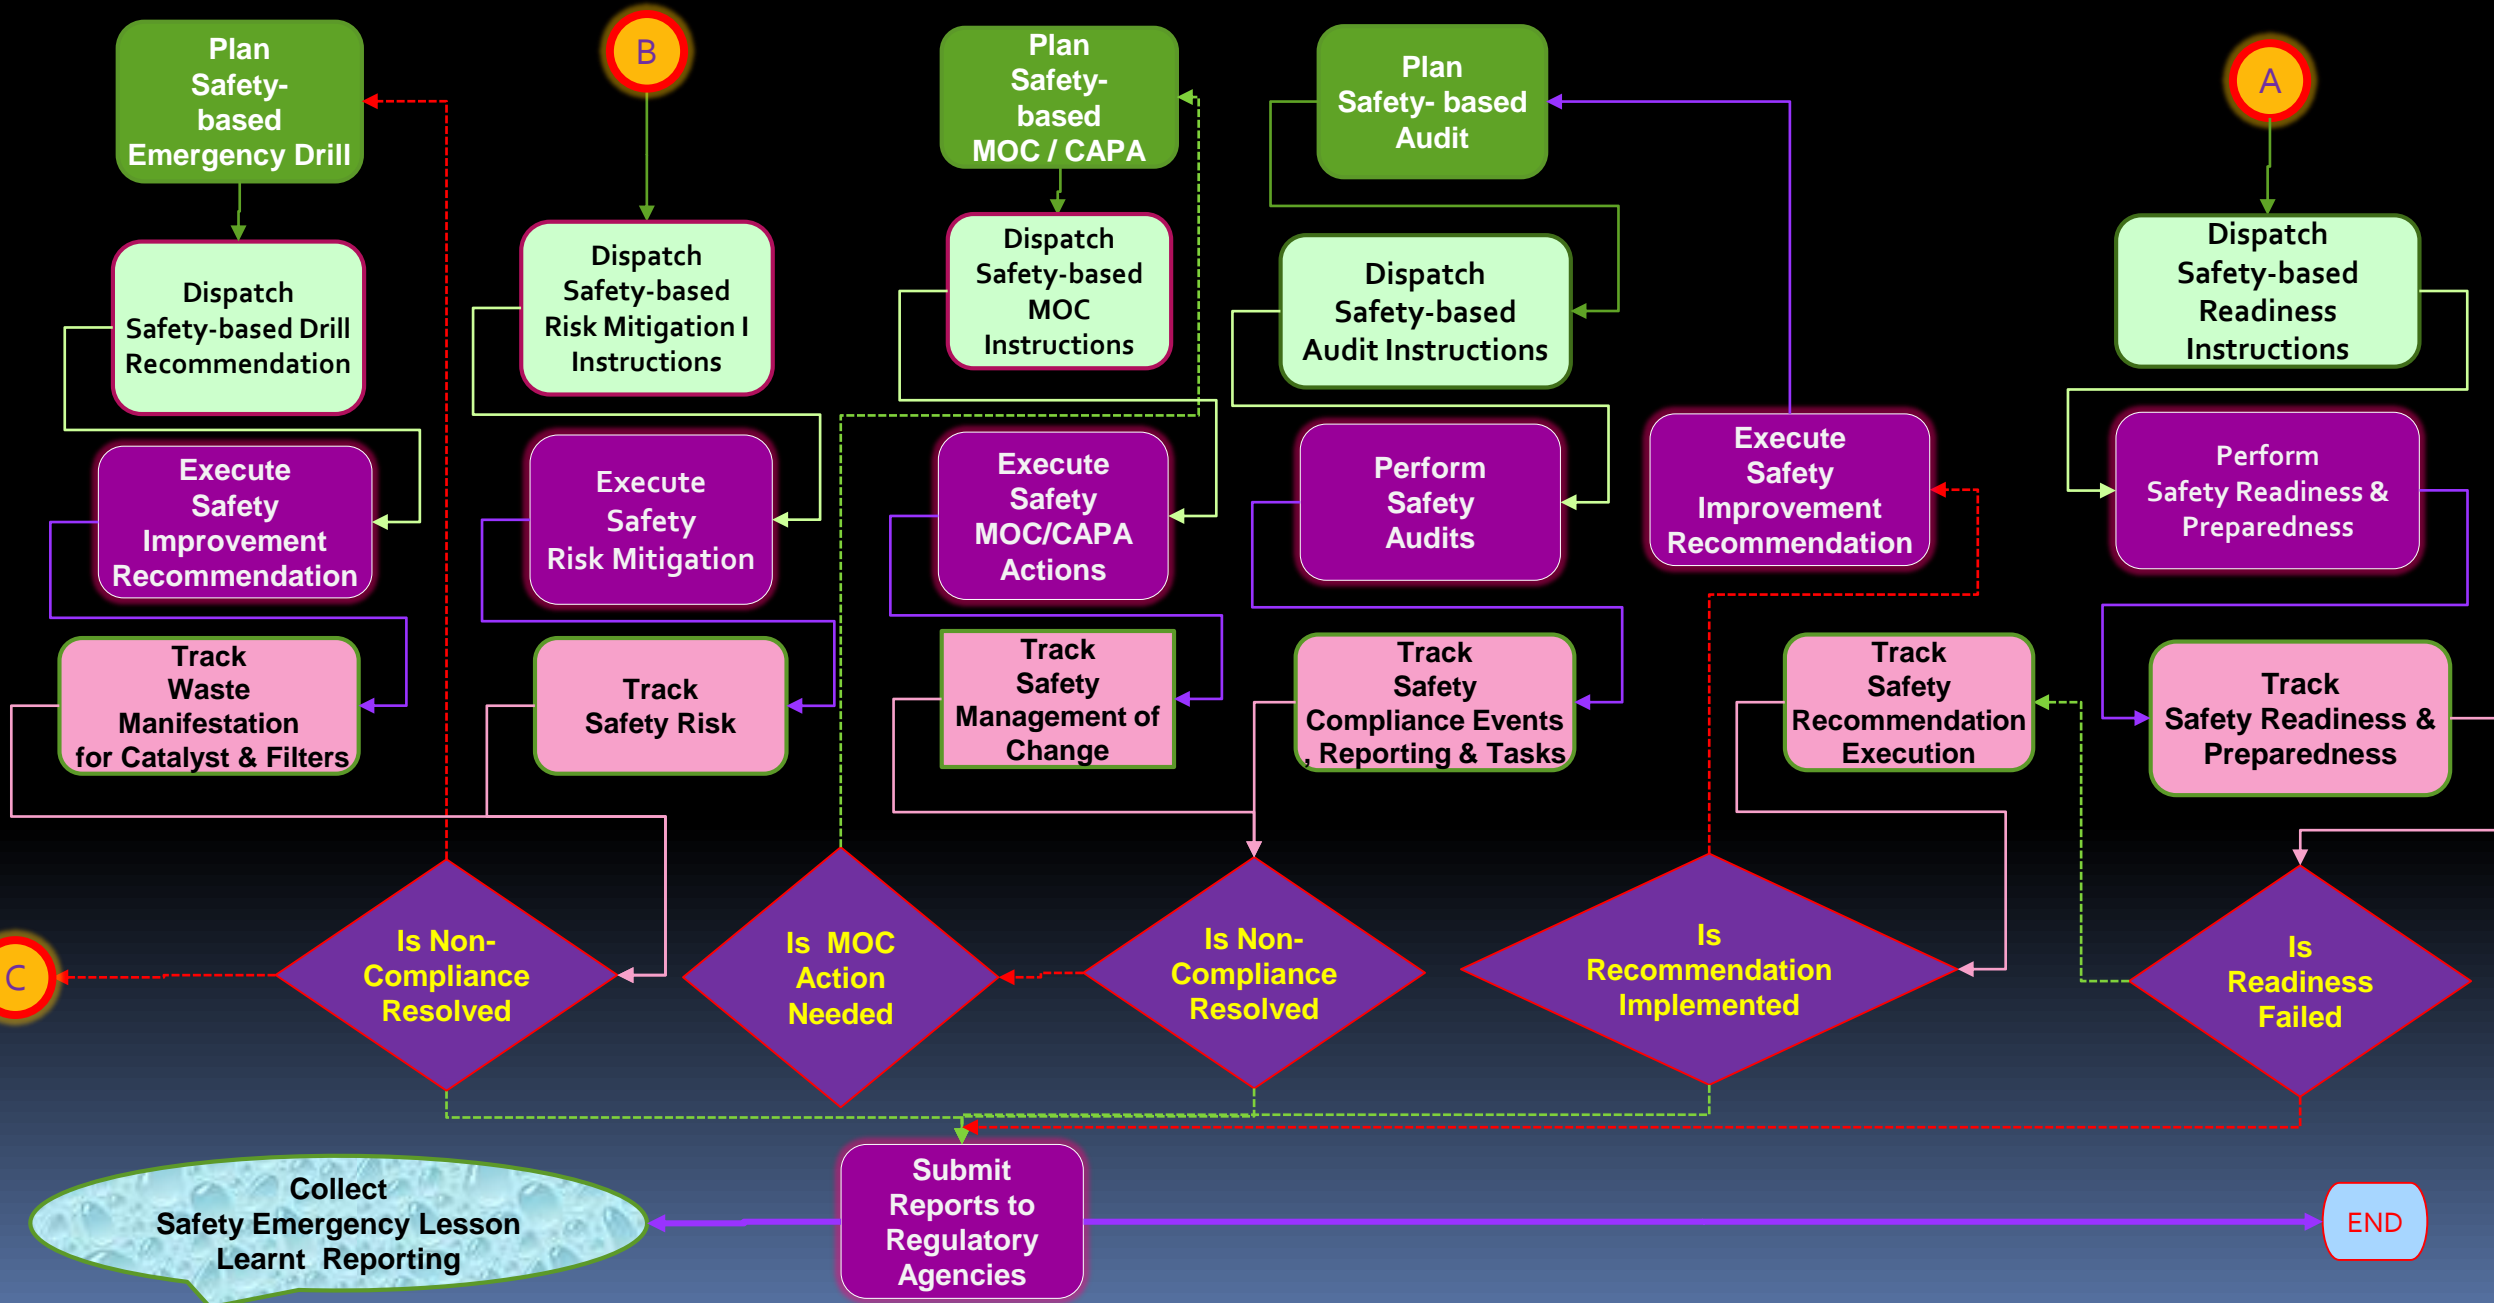 Plan
Safety-
based
Emergency Drill
B
Plan
Safety-
based
MOC / CAPA
Plan
Safety- based
Audit
A
Dispatch
Safety-based Drill
Recommendation
Dispatch
Safety-based
Risk Mitigation I
Instructions
Dispatch
Safety-based
MOC
Instructions
Dispatch
Safety-based
Audit Instructions
Dispatch
Safety-based
Readiness
Instructions
Execute
Safety
Improvement
Recommendation
Execute
Safety
Risk Mitigation
Execute
Safety
MOC/CAPA
Actions
Perform
Safety
Audits
Execute
Safety
Improvement
Recommendation
Perform
Safety Readiness &
Preparedness
Track
Waste
Manifestation
for Catalyst & Filters
Track
Safety Risk
Track
Safety
Management of
Change
Track
Safety
Compliance Events
, Reporting & Tasks
Track
Safety
Recommendation
Execution
Track
Safety Readiness &
Preparedness
C
Is Non-
Compliance
Resolved
Is MOC
Action
Needed
Is Non-
Compliance
Resolved
Is
Recommendation
Implemented
Is
Readiness
Failed
Collect
Safety Emergency Lesson
Learnt Reporting
Submit
Reports to
Regulatory
Agencies
END